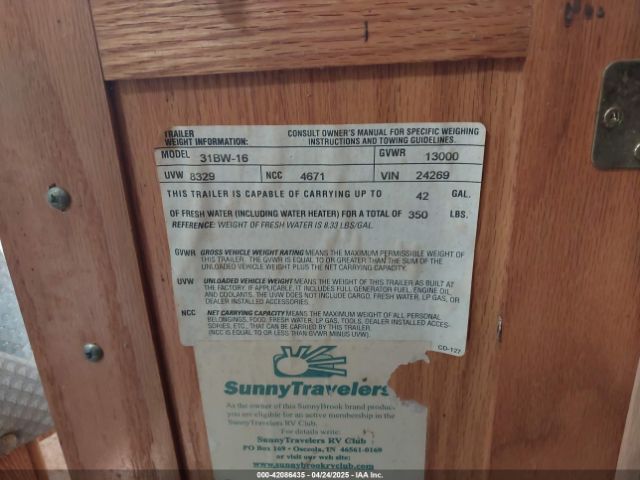 TRAILER
WEIGHT INFORMATION:
CONSULT OWNER'S MANUAL FOR SPECIFIC WEIGHING
INSTRUCTIONS AND TOWING GUIDELINES.
MODEL 31BW-16 GVWR 13000
UVW 8329 NCC 4671 VIN 24269
THIS TRAILER IS CAPABLE OF CARRYING UP TO 42 GAL.
OF FRESH WATER (INCLUDING WATER HEATER) FOR A TOTAL OF 350 LBS.
REFERENCE: WEIGHT OF FRESH WATER IS 8.33 LBS/GAL.
GVWR GROSS VEHICLE WEIGHT RATING MEANS THE MAXIMUM PERMISSIBLE WEIGHT OF
THIS TRAILER. THE GVWR IS EQUAL TO OR GREATER THAN THE SUM OF THE
UNLOADED VEHICLE WEIGHT PLUS THE NET CARRYING CAPACITY.
UVW UNLOADED VEHICLE WEIGHT MEANS THE WEIGHT OF THIS TRAILER AS BUILT AT
THE FACTORY. IF APPLICABLE, IT INCLUDES FULL GENERATOR FUEL, ENGINE OIL
AND COOLANTS. THE UVW DOES NOT INCLUDE CARGO, FRESH WATER, LP GAS, OR
DEALER INSTALLED ACCESSORIES.
NCC NET CARRYING CAPACITY MEANS THE MAXIMUM WEIGHT OF ALL PERSONAL
BELONGINGS, FOOD, FRESH WATER, LP GAS, TOOLS, DEALER INSTALLED ACCES-
SORIES, ETC., THAT CAN BE CARRIED BY THIS TRAILER.
(NCC IS EQUAL TO OR LESS THAN GVWR MINUS UVW).
CD-127
SunnyTravelers
As the owner of this SunnyBrook brand produc
you are eligible for an active membership in the
SunnyTravelers RV Club.
For details write:
SunnyTravelers RV Club
PO Box 169 • Osceola, IN 46561-0169
or visit our web site:
www.sunnybrookrvclub.com
000-42086435 - 04/24/2025 - IAAI.COM